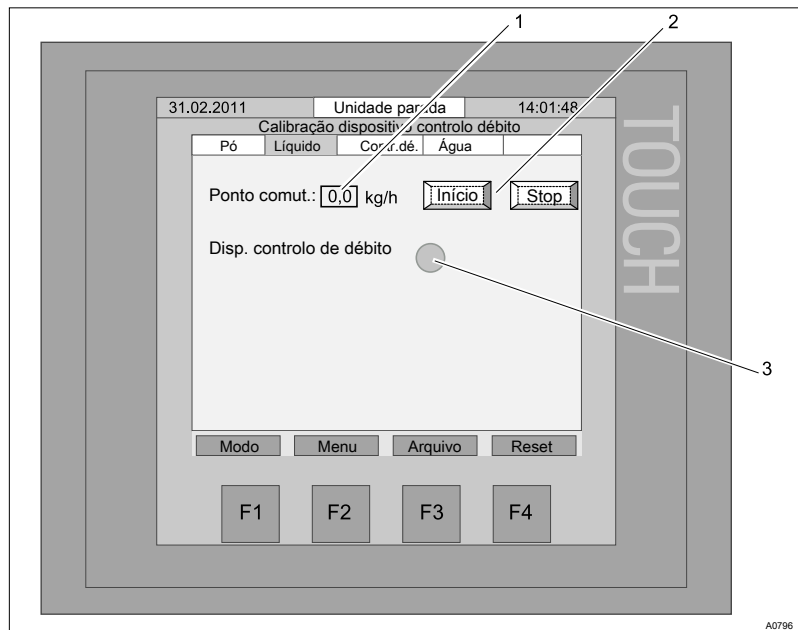 1
2
31.02.2011 Unidade parada 14:01:48
Calibração dispositivo controlo débito
Pó Líquido Contr.dé. Água
Ponto comut.: 0,0 kg/h Início Stop
Disp. controlo de débito
3
Modo Menu Arquivo Reset
F1 F2 F3 F4
TOUCH
A0796